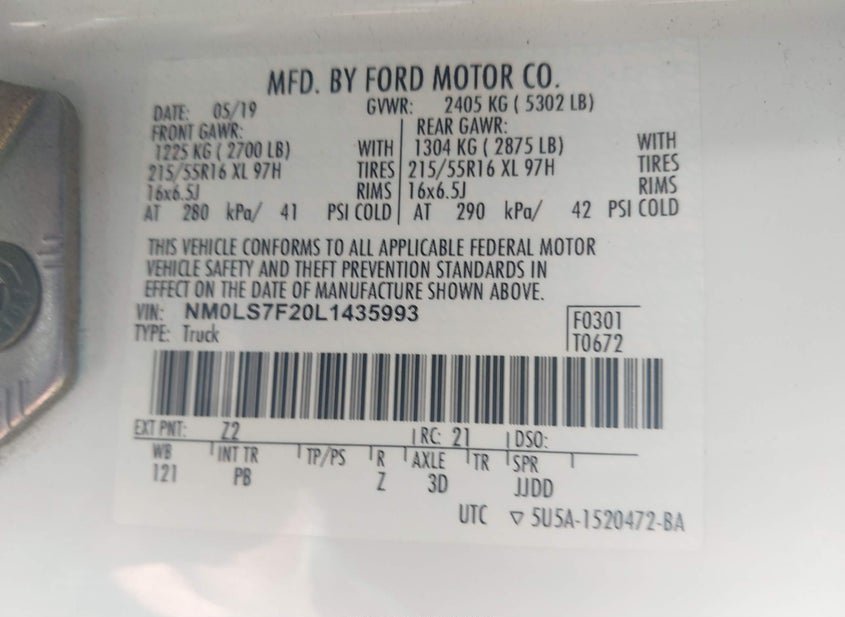 MFD. BY FORD MOTOR CO.
DATE: 05/19 GVWR: 2405 KG ( 5302 LB)
FRONT GAWR: REAR GAWR:
1225 KG ( 2700 LB) WITH 1304 KG ( 2875 LB) WITH
215/55R16 XL 97H TIRES 215/55R16 XL 97H TIRES
16x6.5J RIMS 16x6.5J RIMS
AT 280 kPa/ 41 PSI COLD AT 290 kPa/ 42 PSI COLD
THIS VEHICLE CONFORMS TO ALL APPLICABLE FEDERAL MOTOR
VEHICLE SAFETY AND THEFT PREVENTION STANDARDS IN
EFFECT ON THE DATE OF MANUFACTURE SHOWN ABOVE.
VIN: NM0LS7F20L1435993 F0301
TYPE: Truck T0672
EXT PNT: Z2 RC: 21 DSO:
WB INT TR TP/PS R AXLE TR SPR
121 PB Z 3D JJDD
UTC ▽ 5U5A-1520472-BA